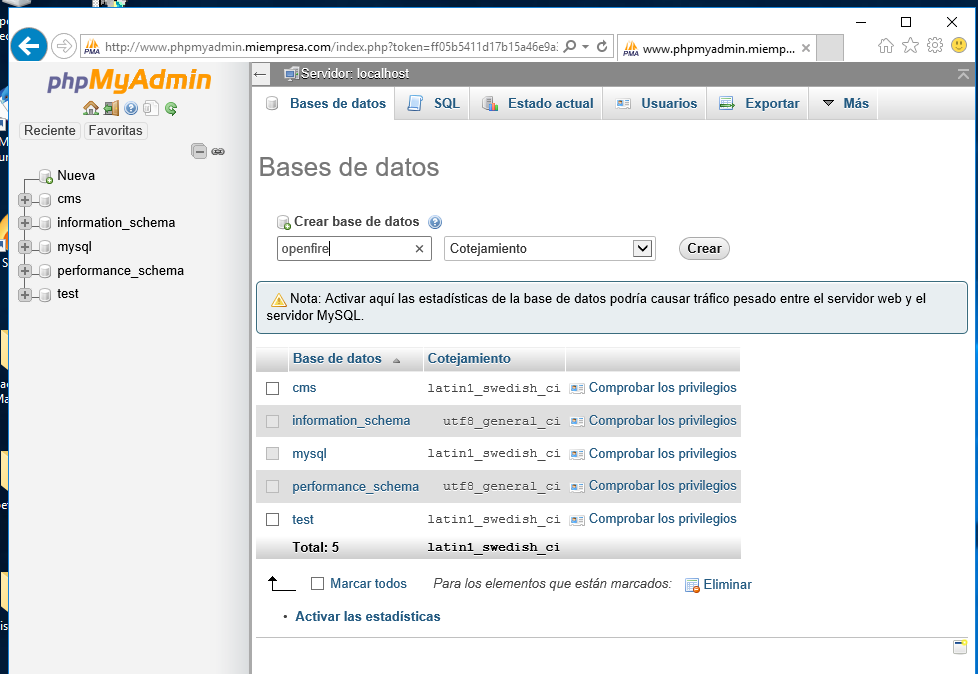 http://www.phpmyadmin.miempresa.com/index.php?token=ff05b5411d17b15a46e9a
www.phpmyadmin.miemp...
phpMyAdmin
Reciente
Favoritas
Nueva
cms
information_schema
mysql
performance_schema
test
Servidor: localhost
Bases de datos
SQL
Estado actual
Usuarios
Exportar
Más
Bases de datos
Crear base de datos
openfire
Cotejamiento
Crear
Nota: Activar aquí las estadísticas de la base de datos podría causar tráfico pesado entre el servidor web y el
servidor MySQL.
Base de datos Cotejamiento
cms latin1_swedish_ci Comprobar los privilegios
information_schema utf8_general_ci Comprobar los privilegios
mysql latin1_swedish_ci Comprobar los privilegios
performance_schema utf8_general_ci Comprobar los privilegios
test latin1_swedish_ci Comprobar los privilegios
Total: 5 latin1_swedish_ci
Marcar todos Para los elementos que están marcados: Eliminar
Activar las estadísticas